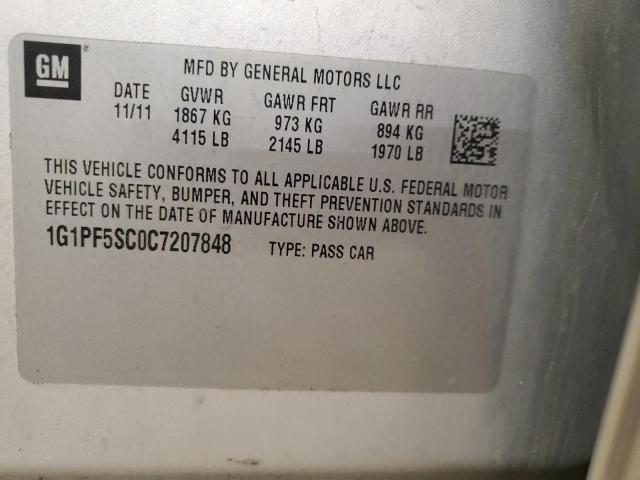 GM
MFD BY GENERAL MOTORS LLC
DATE GVWR GAWR FRT GAWR RR
11/11 1867 KG 973 KG 894 KG
4115 LB 2145 LB 1970 LB
THIS VEHICLE CONFORMS TO ALL APPLICABLE U.S. FEDERAL MOTOR
VEHICLE SAFETY, BUMPER, AND THEFT PREVENTION STANDARDS IN
EFFECT ON THE DATE OF MANUFACTURE SHOWN ABOVE.
1G1PF5SC0C7207848 TYPE: PASS CAR